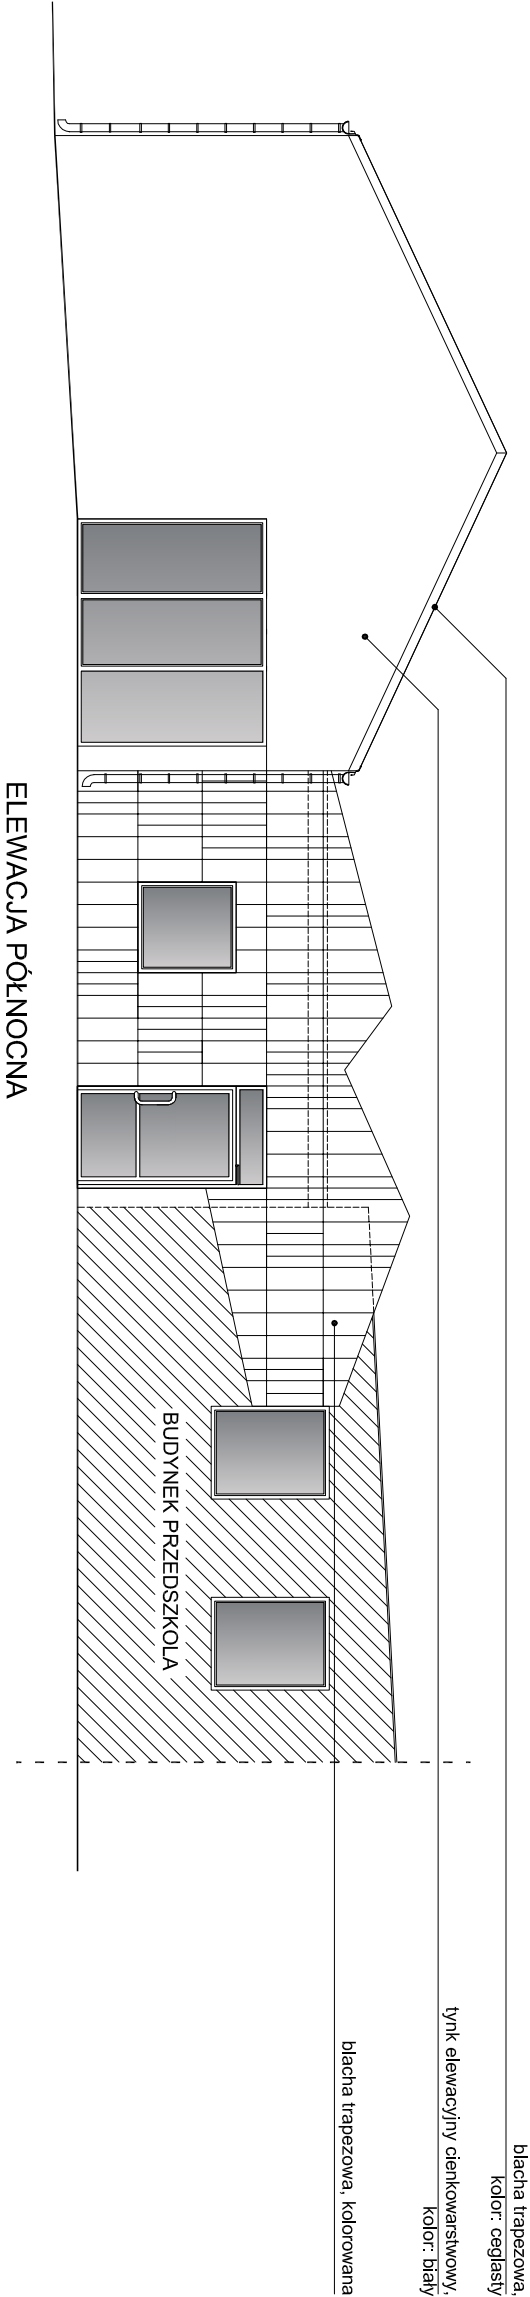 blacha trapezowa,
kolor: ceglasty
tynk elewacyjny cienkowarstwowy,
kolor: biały
blacha trapezowa, kolorowana
BUDYNEK PRZEDSZKOLA
ELEWACJA PÓŁNOCNA